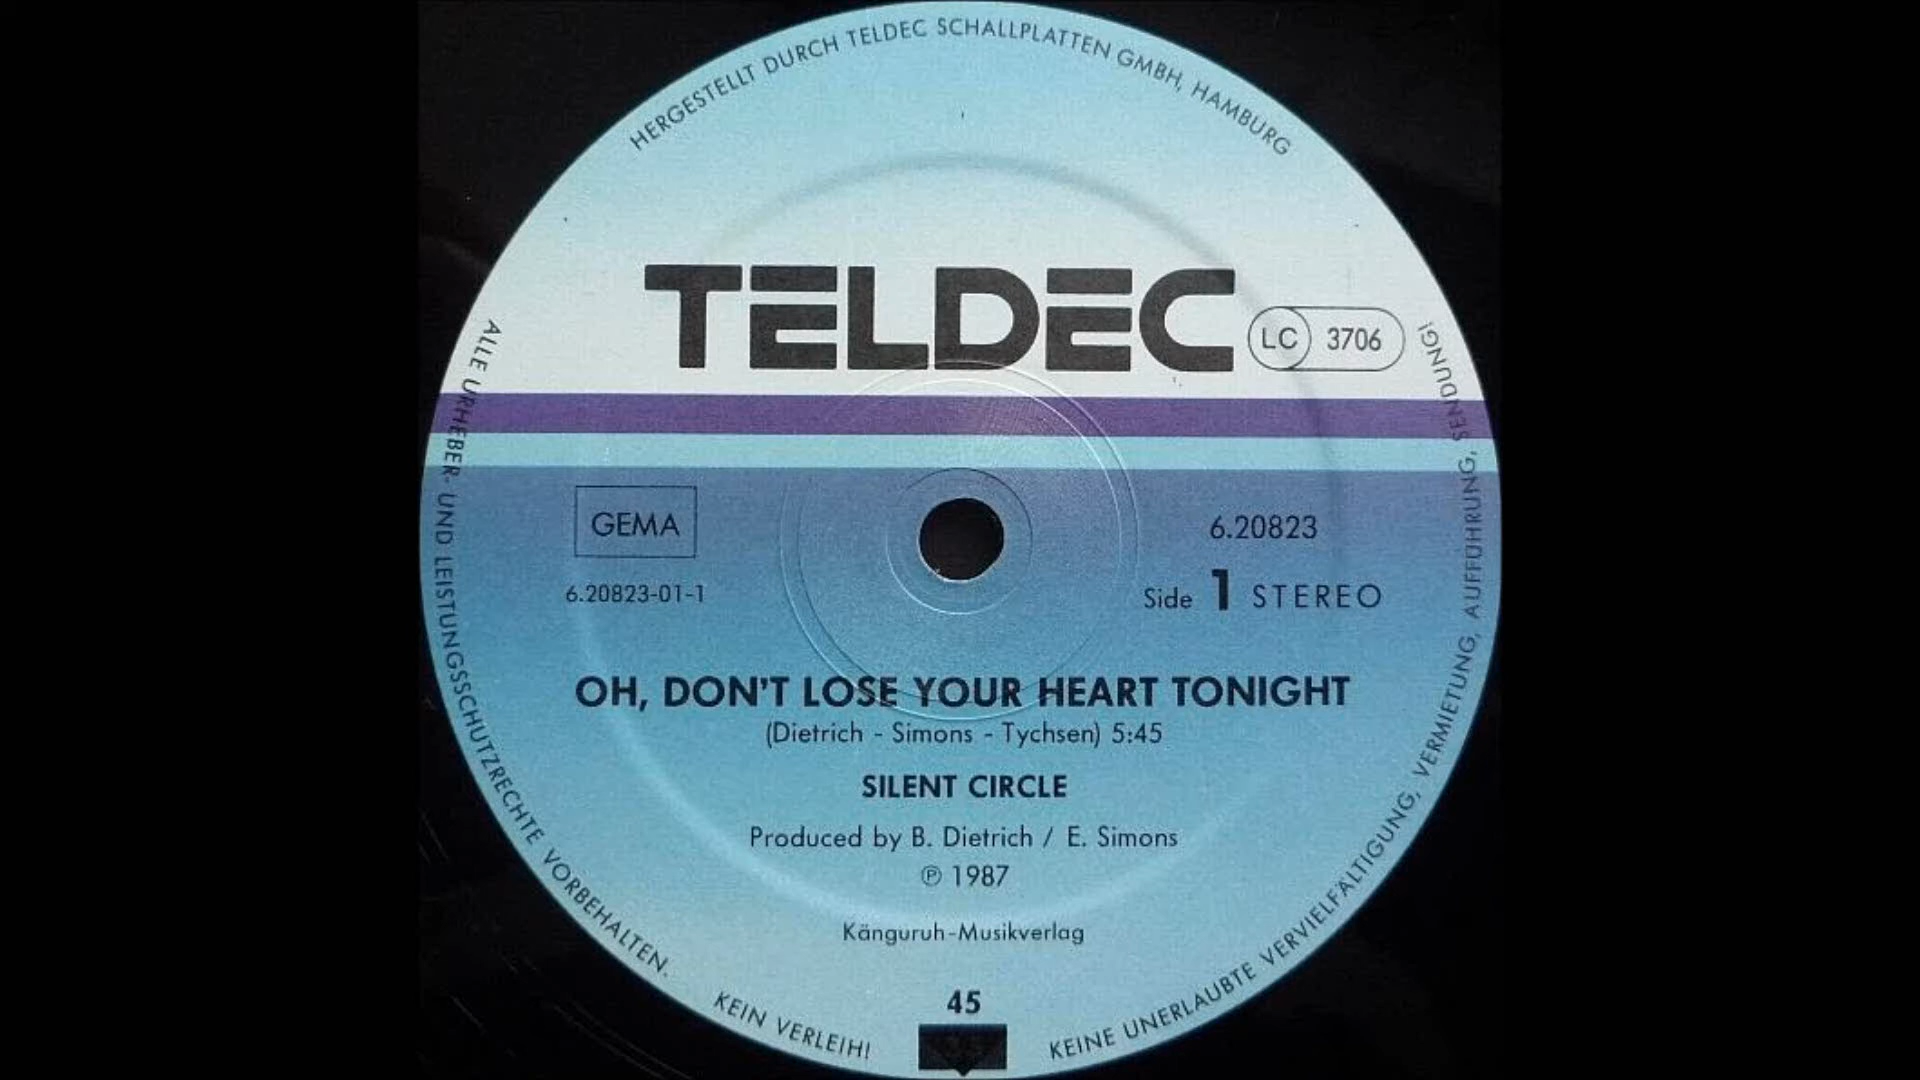 HERGESTELLT DURCH TELDEC SCHALLPLATTEN GMBH, HAMBURG
TELDEC
LC 3706
GEMA
6.20823
6.20823-01-1
Side 1 STEREO
OH, DON'T LOSE YOUR HEART TONIGHT
(Dietrich - Simons - Tychsen) 5:45
SILENT CIRCLE
Produced by B. Dietrich / E. Simons
℗ 1987
Känguruh-Musikverlag
45
ALLE URHEBER- UND LEISTUNGSSCHUTZRECHTE VORBEHALTEN.
KEIN VERLEIH!
KEINE UNERLAUBTE VERVIELFÄLTIGUNG, VERMIETUNG, AUFFÜHRUNG, SENDUNG!